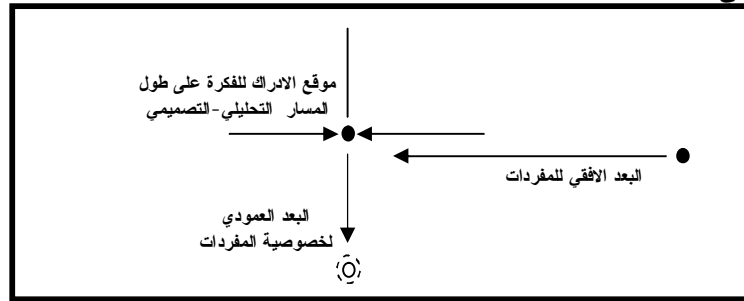 موقع الادراك للفكرة على طول
المسار التحليلي-التصميمي
البعد الافقي للمفردات
البعد العمودي
لخصوصية المفردات